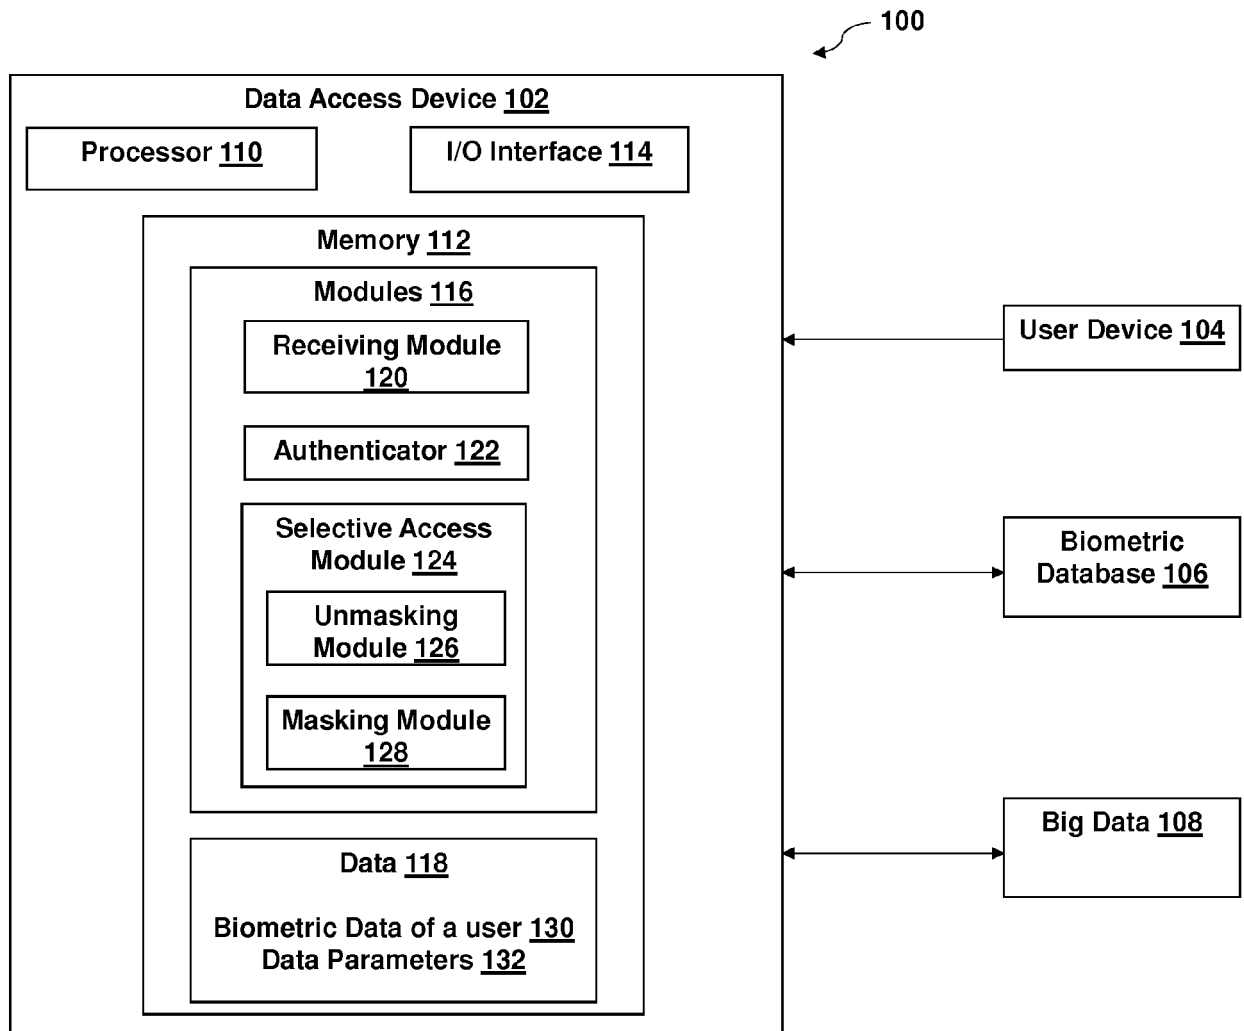 100
Data Access Device 102
Processor 110
I/O Interface 114
Memory 112
Modules 116
Receiving Module
120
Authenticator 122
Selective Access
Module 124
Unmasking
Module 126
Masking Module
128
Data 118
Biometric Data of a user 130
Data Parameters 132
User Device 104
Biometric
Database 106
Big Data 108